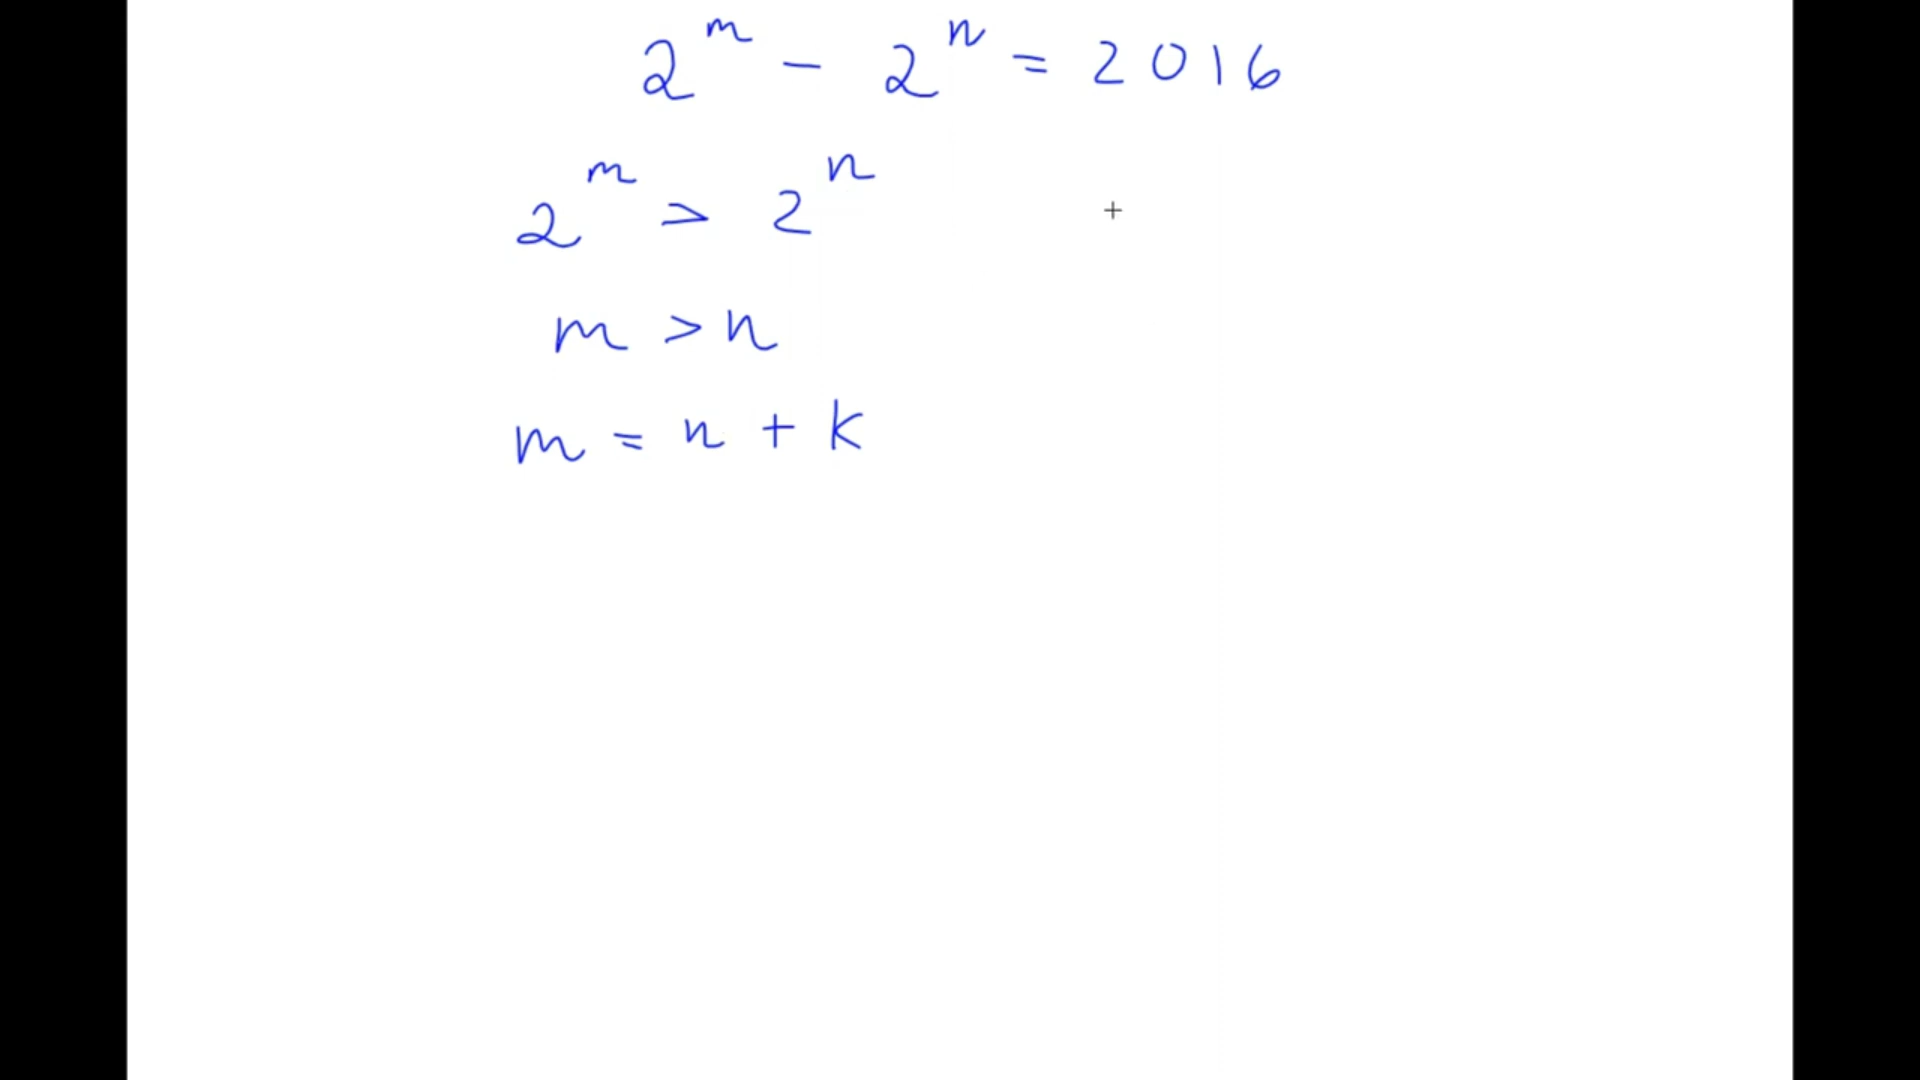 2^m - 2^n = 2016
2^m > 2^n
m > n
m = n + k